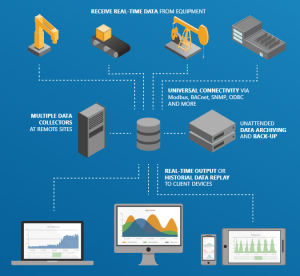 RECEIVE REAL-TIME DATA FROM EQUIPMENT
UNIVERSAL CONNECTIVITY VIA
Modbus, BACnet, SNMP, ODBC
AND MORE
MULTIPLE DATA
COLLECTORS
AT REMOTE SITES
UNATTENDED
DATA ARCHIVING
AND BACK-UP
REAL-TIME OUTPUT OR
HISTORIAL DATA REPLAY
TO CLIENT DEVICES